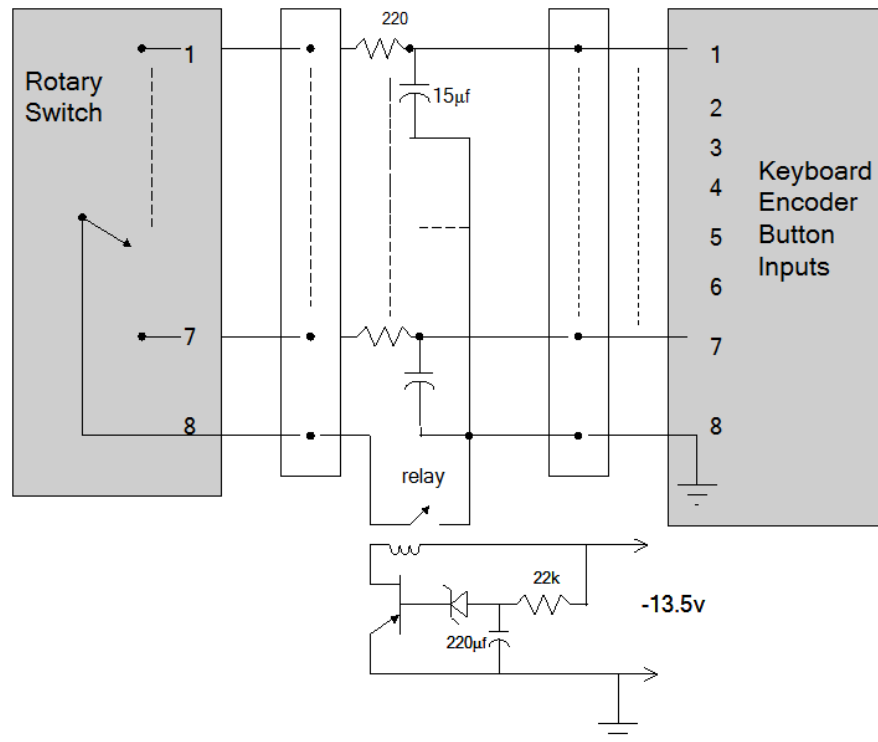 220
1
1
Rotary
Switch
15µf
2
3
4
5
6
Keyboard
Encoder
Button
Inputs
7
7
8
8
relay
22k
-13.5v
220µf